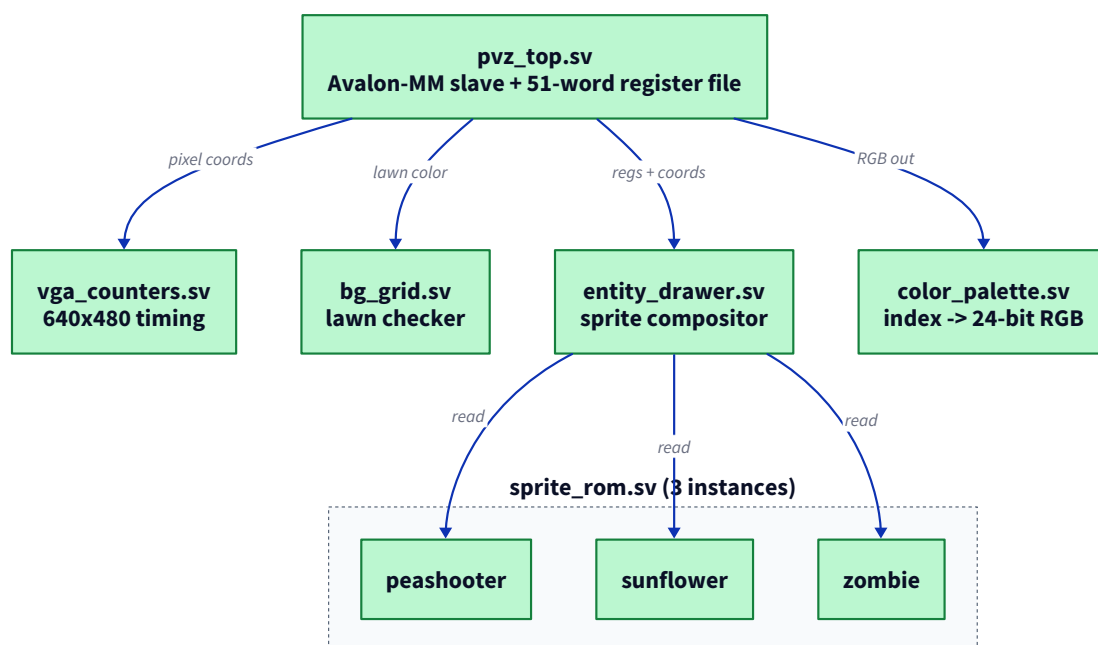 pvz_top.sv
Avalon-MM slave + 51-word register file
pixel coords
lawn color
regs + coords
RGB out
vga_counters.sv
640x480 timing
bg_grid.sv
lawn checker
entity_drawer.sv
sprite compositor
color_palette.sv
index -> 24-bit RGB
read
read
read
sprite_rom.sv (3 instances)
peashooter
sunflower
zombie